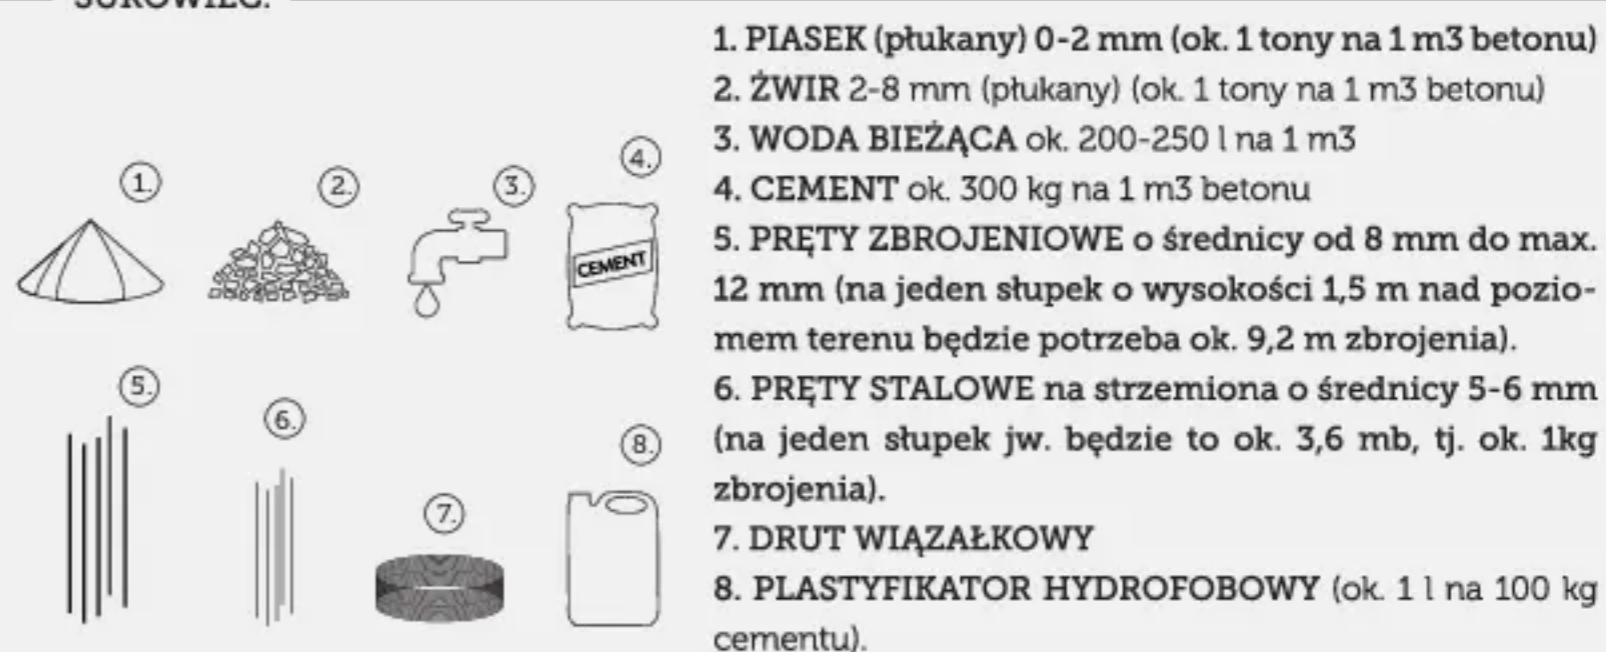 SUROWIEC:
1. PIASEK (płukany) 0-2 mm (ok. 1 tony na 1 m3 betonu)
2. ŻWIR 2-8 mm (płukany) (ok. 1 tony na 1 m3 betonu)
3. WODA BIEŻĄCA ok. 200-250 l na 1 m3
4. CEMENT ok. 300 kg na 1 m3 betonu
5. PRĘTY ZBROJENIOWE o średnicy od 8 mm do max.
12 mm (na jeden słupek o wysokości 1,5 m nad pozio-
mem terenu będzie potrzeba ok. 9,2 m zbrojenia).
6. PRĘTY STALOWE na strzemiona o średnicy 5-6 mm
(na jeden słupek jw. będzie to ok. 3,6 mb, tj. ok. 1kg
zbrojenia).
7. DRUT WIĄZAŁKOWY
8. PLASTYFIKATOR HYDROFOBOWY (ok. 1 l na 100 kg
cementu).
1.
2.
3.
4.
CEMENT
5.
6.
7.
8.